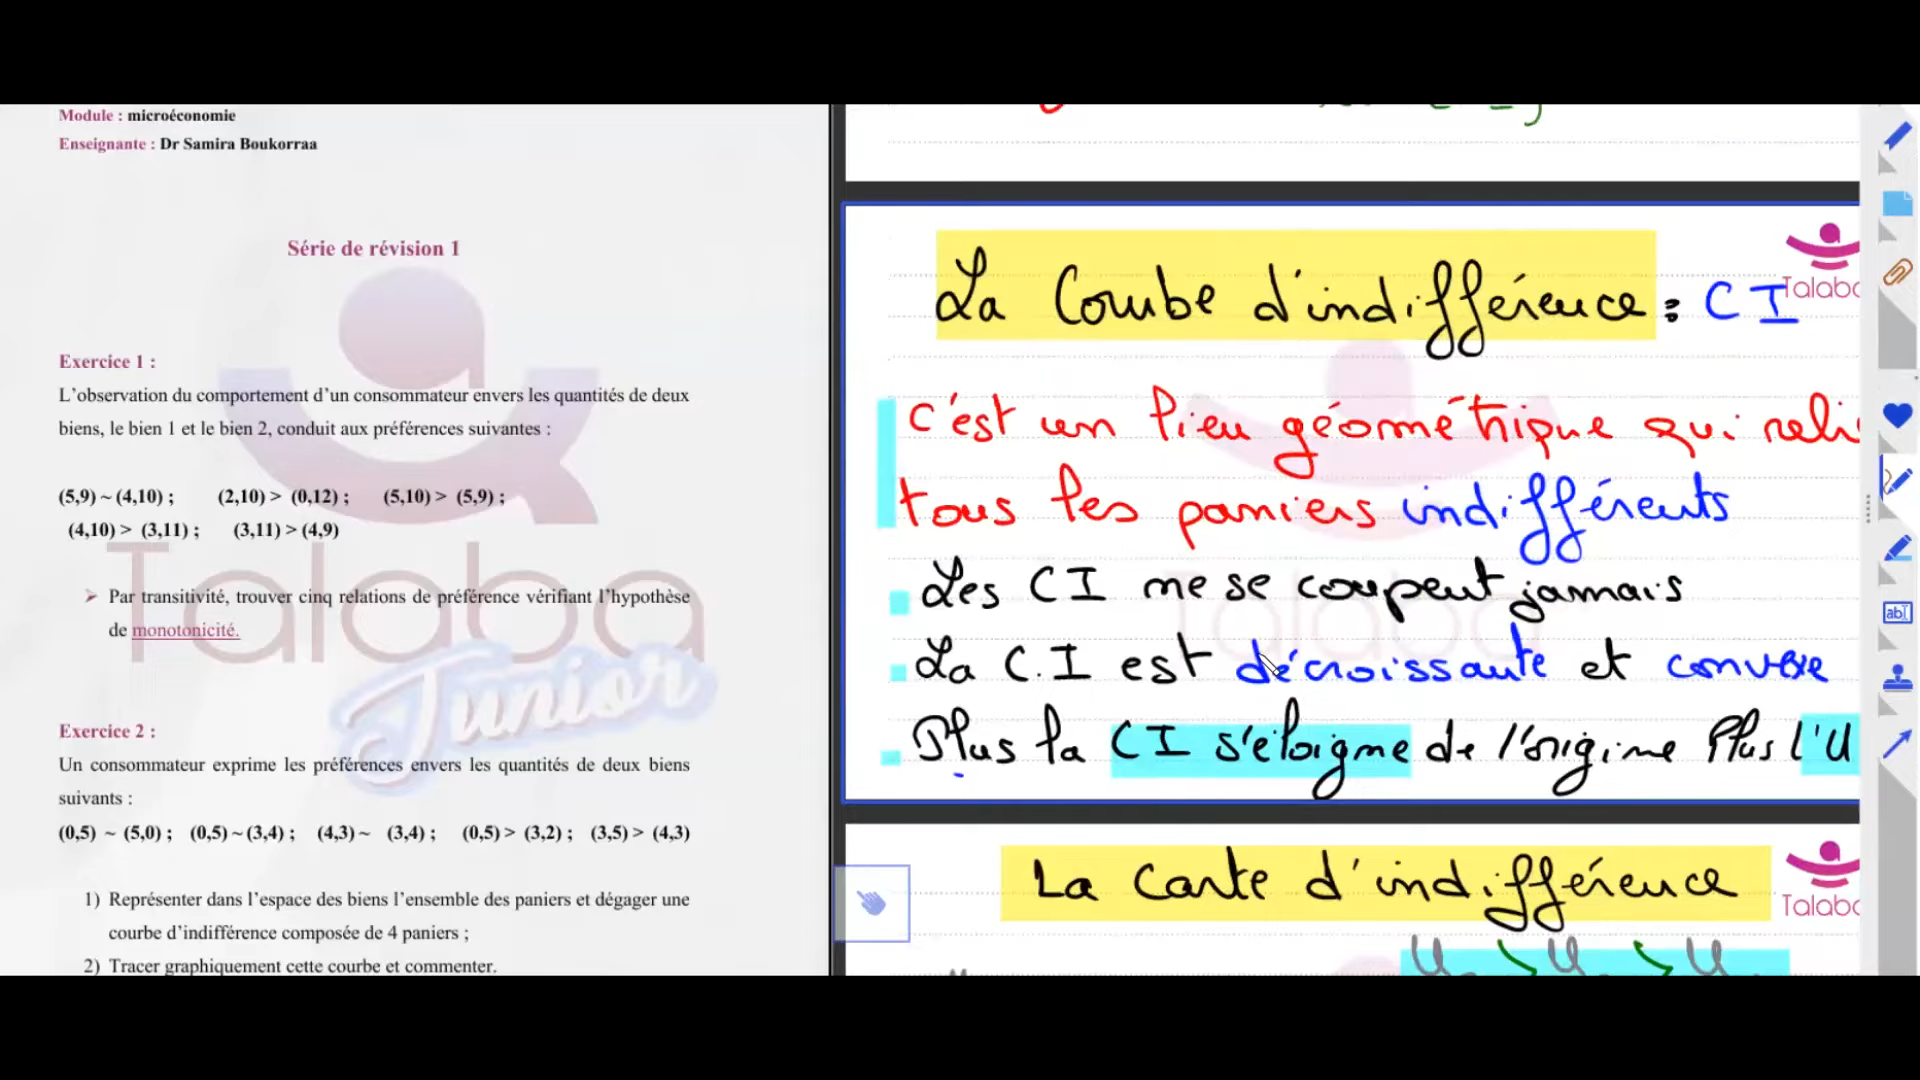 Module : microéconomie
Enseignante : Dr Samira Boukorraa
Série de révision 1
Exercice 1 :
L’observation du comportement d’un consommateur envers les quantités de deux
biens, le bien 1 et le bien 2, conduit aux préférences suivantes :
(5,9) ~ (4,10) ; (2,10) > (0,12) ; (5,10) > (5,9) ;
(4,10) > (3,11) ; (3,11) > (4,9)
➢ Par transitivité, trouver cinq relations de préférence vérifiant l’hypothèse
de monotonicité.
Talaba
Junior
Exercice 2 :
Un consommateur exprime les préférences envers les quantités de deux biens
suivants :
(0,5) ~ (5,0) ; (0,5) ~ (3,4) ; (4,3) ~ (3,4) ; (0,5) > (3,2) ; (3,5) > (4,3)
1) Représenter dans l’espace des biens l’ensemble des paniers et dégager une
courbe d’indifférence composée de 4 paniers ;
2) Tracer graphiquement cette courbe et commenter.
La Courbe d'indifférence : CI
Talaba
c'est un lieu géométrique qui reli
tous les paniers indifférents
Les CI ne se coupent jamais
La C.I est décroissante et convexe
Plus la CI s'éloigne de l'origine Plus l'U
La Carte d'indifférence
Talaba
U > U > U
abI